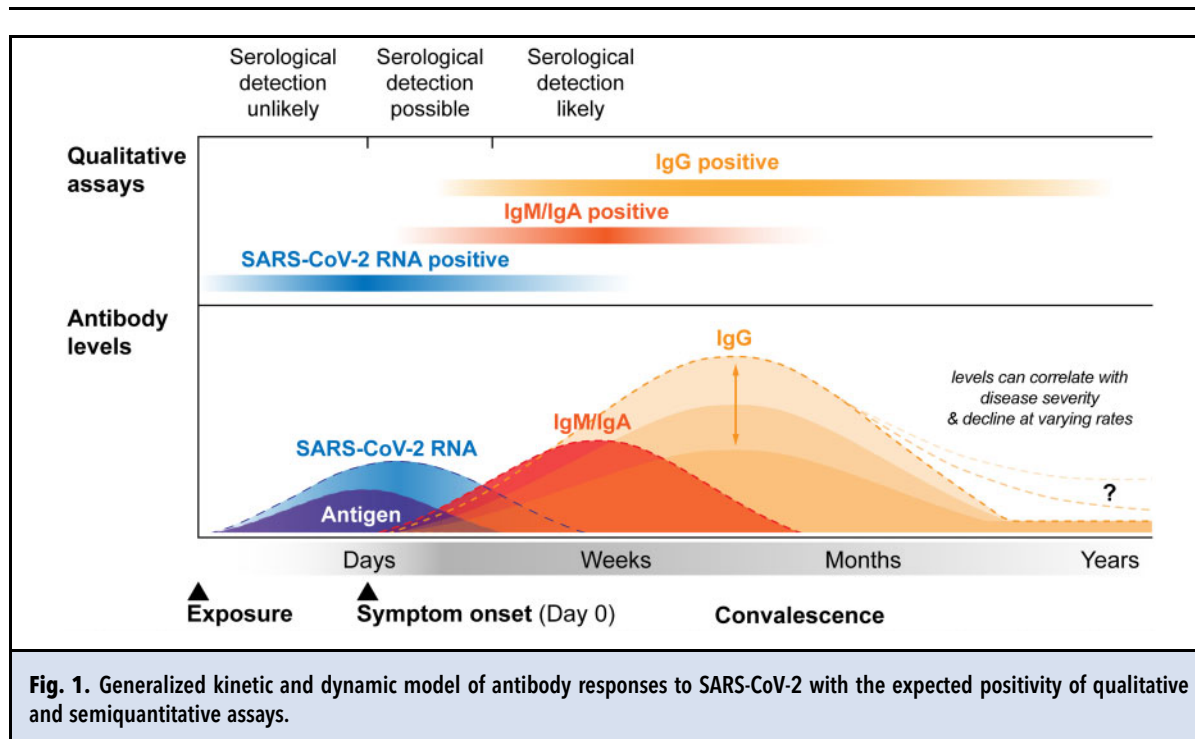 Serological
detection
unlikely
Serological
detection
possible
Serological
detection
likely
Qualitative
assays
IgG positive
IgM/IgA positive
SARS-CoV-2 RNA positive
Antibody
levels
IgG
levels can correlate with
disease severity
& decline at varying rates
IgM/IgA
SARS-CoV-2 RNA
?
Antigen
Days
Weeks
Months
Years
Exposure
Symptom onset (Day 0)
Convalescence
Fig. 1. Generalized kinetic and dynamic model of antibody responses to SARS-CoV-2 with the expected positivity of qualitative
and semiquantitative assays.